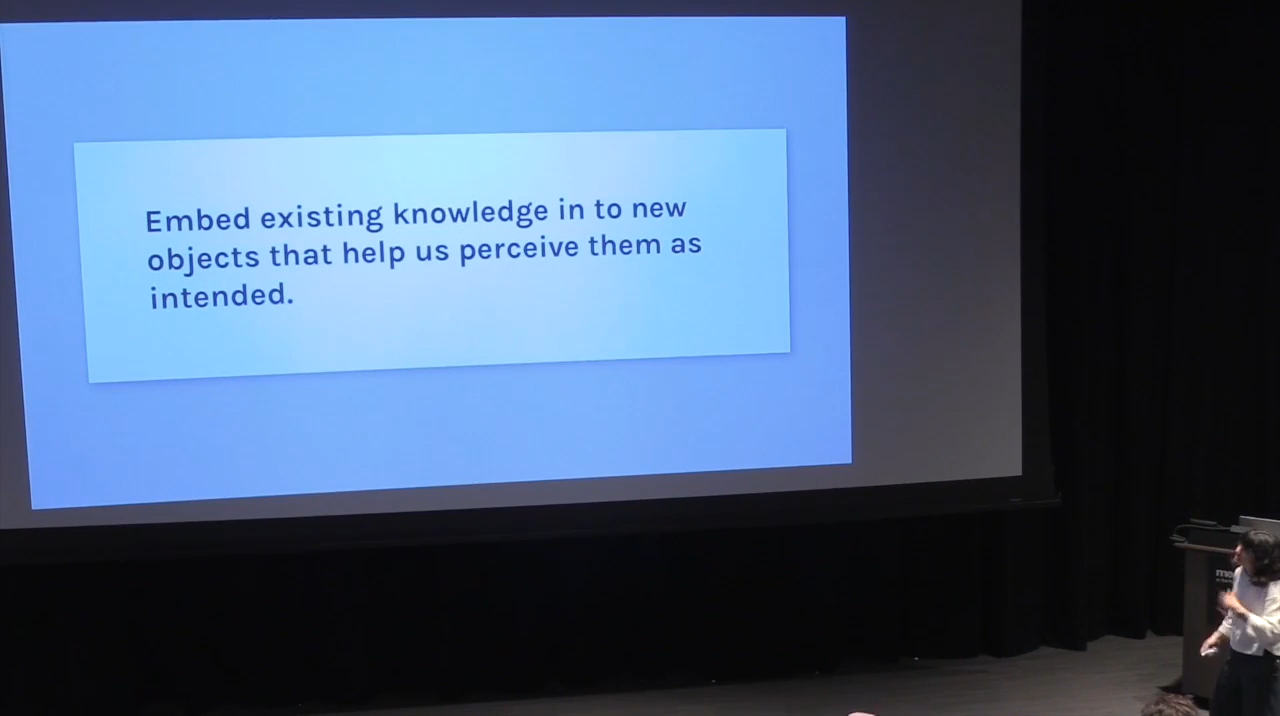 Embed existing knowledge in to new
objects that help us perceive them as
intended.